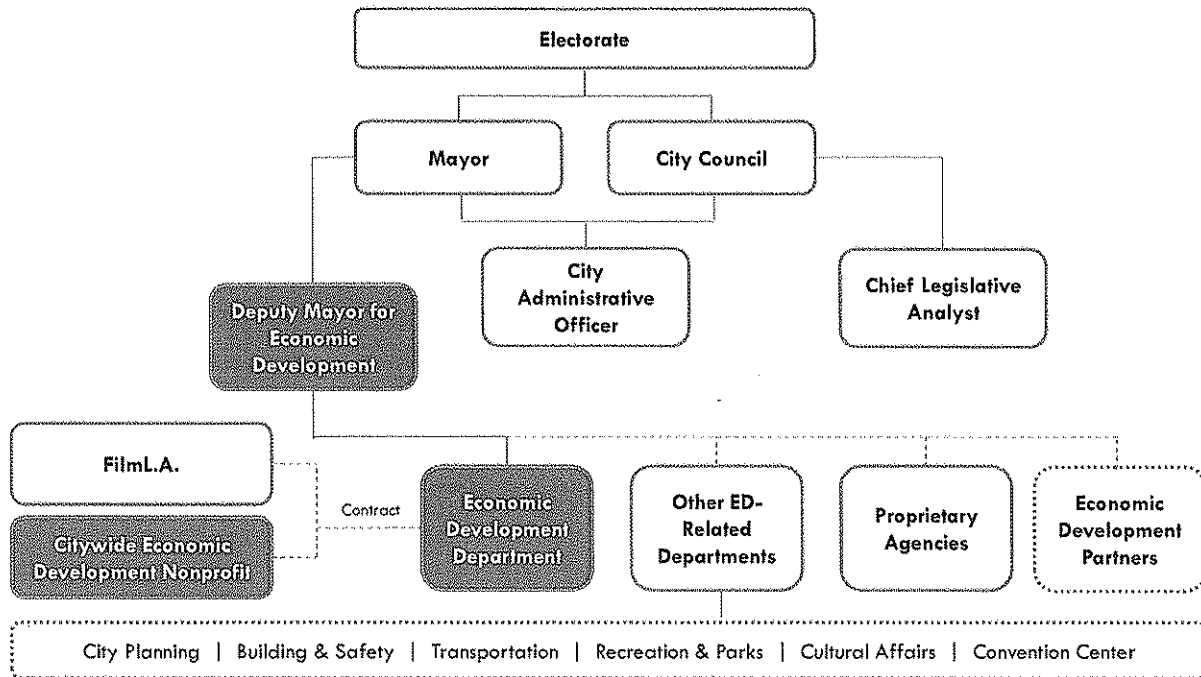 Electorate
Mayor
City Council
City
Administrative
Officer
Chief Legislative
Analyst
Deputy Mayor for
Economic
Development
FilmL.A.
Citywide Economic
Development Nonprofit
Contract
Economic
Development
Department
Other ED-
Related
Departments
Proprietary
Agencies
Economic
Development
Partners
City Planning | Building & Safety | Transportation | Recreation & Parks | Cultural Affairs | Convention Center